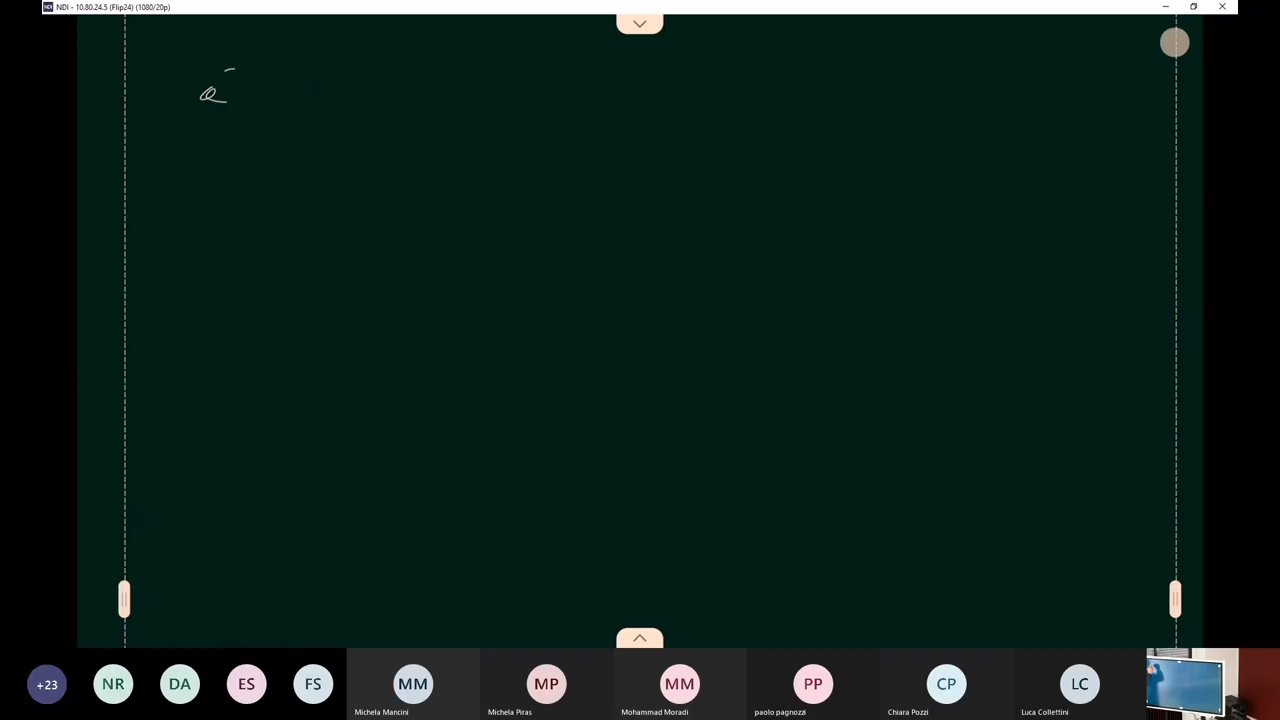 NDI - 10.80.24.5 (Flip24) (1080/20p)
a
+23
NR
DA
ES
FS
MM
MP
MM
PP
CP
LC
Michela Mancini
Michela Piras
Mohammad Moradi
paolo pagnozzi
Chiara Pozzi
Luca Collettini